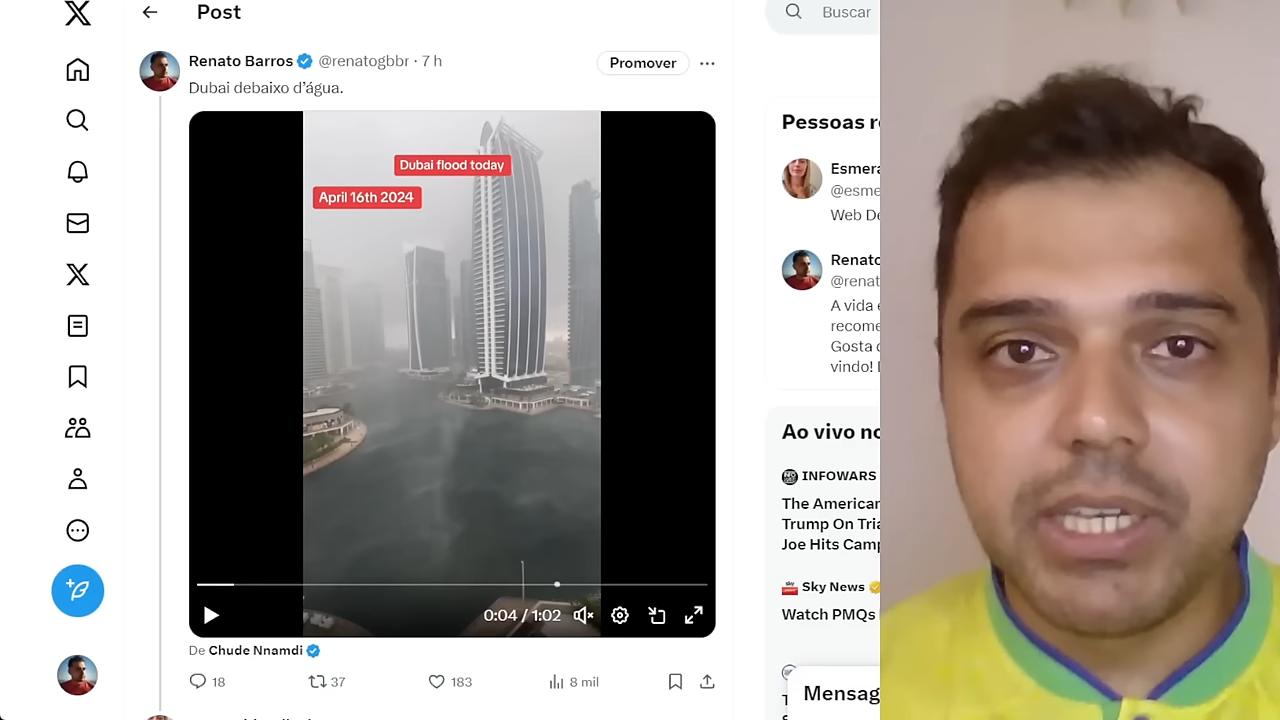 Post
Buscar
Renato Barros @renatogbbr · 7 h
Promover
Dubai debaixo d'água.
Dubai flood today
April 16th 2024
0:04 / 1:02
De Chude Nnamdi
18
37
183
8 mil
Pessoas r
Esmera
@esme
Web De
Renato
@renat
A vida e
recome
Gosta d
vindo!
Ao vivo no
INFOWARS
The American
Trump On Tria
Joe Hits Camp
Sky News
Watch PMQs
Mensag